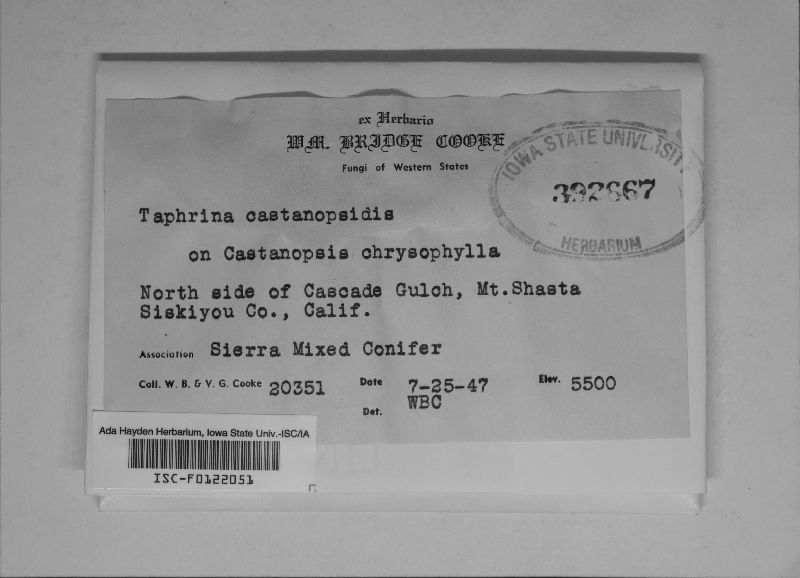 ex Herbario
WM. BRIDGE COOKE
Fungi of Western States
IOWA STATE UNIVERSITY
392667
HERBARIUM
Taphrina castanopsidis
on Castanopsis chrysophylla
North side of Cascade Gulch, Mt.Shasta
Siskiyou Co., Calif.
Association Sierra Mixed Conifer
Coll. W. B. & V. G. Cooke 20351 Date 7-25-47 Elev. 5500
Det. WBC
Ada Hayden Herbarium, Iowa State Univ.-ISC/IA
ISC-F0122051